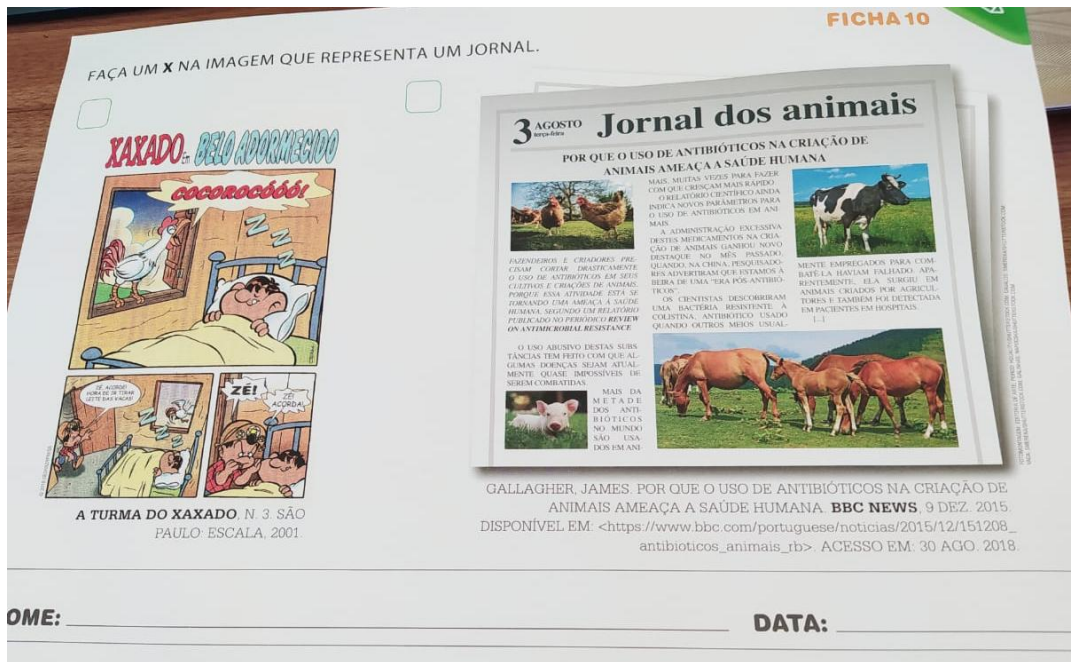 FICHA 10
FAÇA UM X NA IMAGEM QUE REPRESENTA UM JORNAL.
XAXADO EM BELO ADORMECIDO
COCOROCÓÓÓ!
Z Z Z Z
ZÉ, ACORDE!
HORA DE IR TIRAR
LEITE DAS VACAS!
Z Z Z Z
ZÉ!
ZÉ!
ACORDA!
A TURMA DO XAXADO, N. 3. SÃO
PAULO: ESCALA, 2001.
3 AGOSTO
terça-feira
Jornal dos animais
POR QUE O USO DE ANTIBIÓTICOS NA CRIAÇÃO DE
ANIMAIS AMEAÇA A SAÚDE HUMANA
FAZENDEIROS E CRIADORES PRE-
CISAM CORTAR DRASTICAMENTE
O USO DE ANTIBIÓTICOS EM SEUS
CULTIVOS E CRIAÇÕES DE ANIMAIS,
PORQUE ESSA ATIVIDADE ESTÁ SE
TORNANDO UMA AMEAÇA À SAÚDE
HUMANA, SEGUNDO UM RELATÓRIO
PUBLICADO NO PERIÓDICO REVIEW
ON ANTIMICROBIAL RESISTANCE
O USO ABUSIVO DESTAS SUBS-
TÂNCIAS TEM FEITO COM QUE AL-
GUMAS DOENÇAS SEJAM ATUAL-
MENTE QUASE IMPOSSÍVEIS DE
SEREM COMBATIDAS.
MAIS DA
METADE
DOS ANTI-
BIÓTICOS
NO MUNDO
SÃO USA-
DOS EM ANI-
MAIS, MUITAS VEZES PARA FAZER
COM QUE CRESÇAM MAIS RÁPIDO
O RELATÓRIO CIENTÍFICO AINDA
INDICA NOVOS PARÂMETROS PARA
O USO DE ANTIBIÓTICOS EM ANI-
MAIS.
A ADMINISTRAÇÃO EXCESSIVA
DESTES MEDICAMENTOS NA CRIA-
ÇÃO DE ANIMAIS GANHOU NOVO
DESTAQUE NO MÊS PASSADO,
QUANDO, NA CHINA, PESQUISADO-
RES ADVERTIRAM QUE ESTAMOS À
BEIRA DE UMA "ERA PÓS-ANTIBIÓ-
TICOS".
OS CIENTISTAS DESCOBRIRAM
UMA BACTÉRIA RESISTENTE À
COLISTINA, ANTIBIÓTICO USADO
QUANDO OUTROS MEIOS USUAL-
MENTE EMPREGADOS PARA COM-
BATÊ-LA HAVIAM FALHADO. APA-
RENTEMENTE, ELA SURGIU EM
ANIMAIS CRIADOS POR AGRICUL-
TORES E TAMBÉM FOI DETECTADA
EM PACIENTES EM HOSPITAIS.
[...]
GALLAGHER, JAMES. POR QUE O USO DE ANTIBIÓTICOS NA CRIAÇÃO DE
ANIMAIS AMEAÇA A SAÚDE HUMANA. BBC NEWS, 9 DEZ. 2015.
DISPONÍVEL EM: <https://www.bbc.com/portuguese/noticias/2015/12/151208_
antibioticos_animais_rb>. ACESSO EM: 30 AGO. 2018.
OME:
DATA: